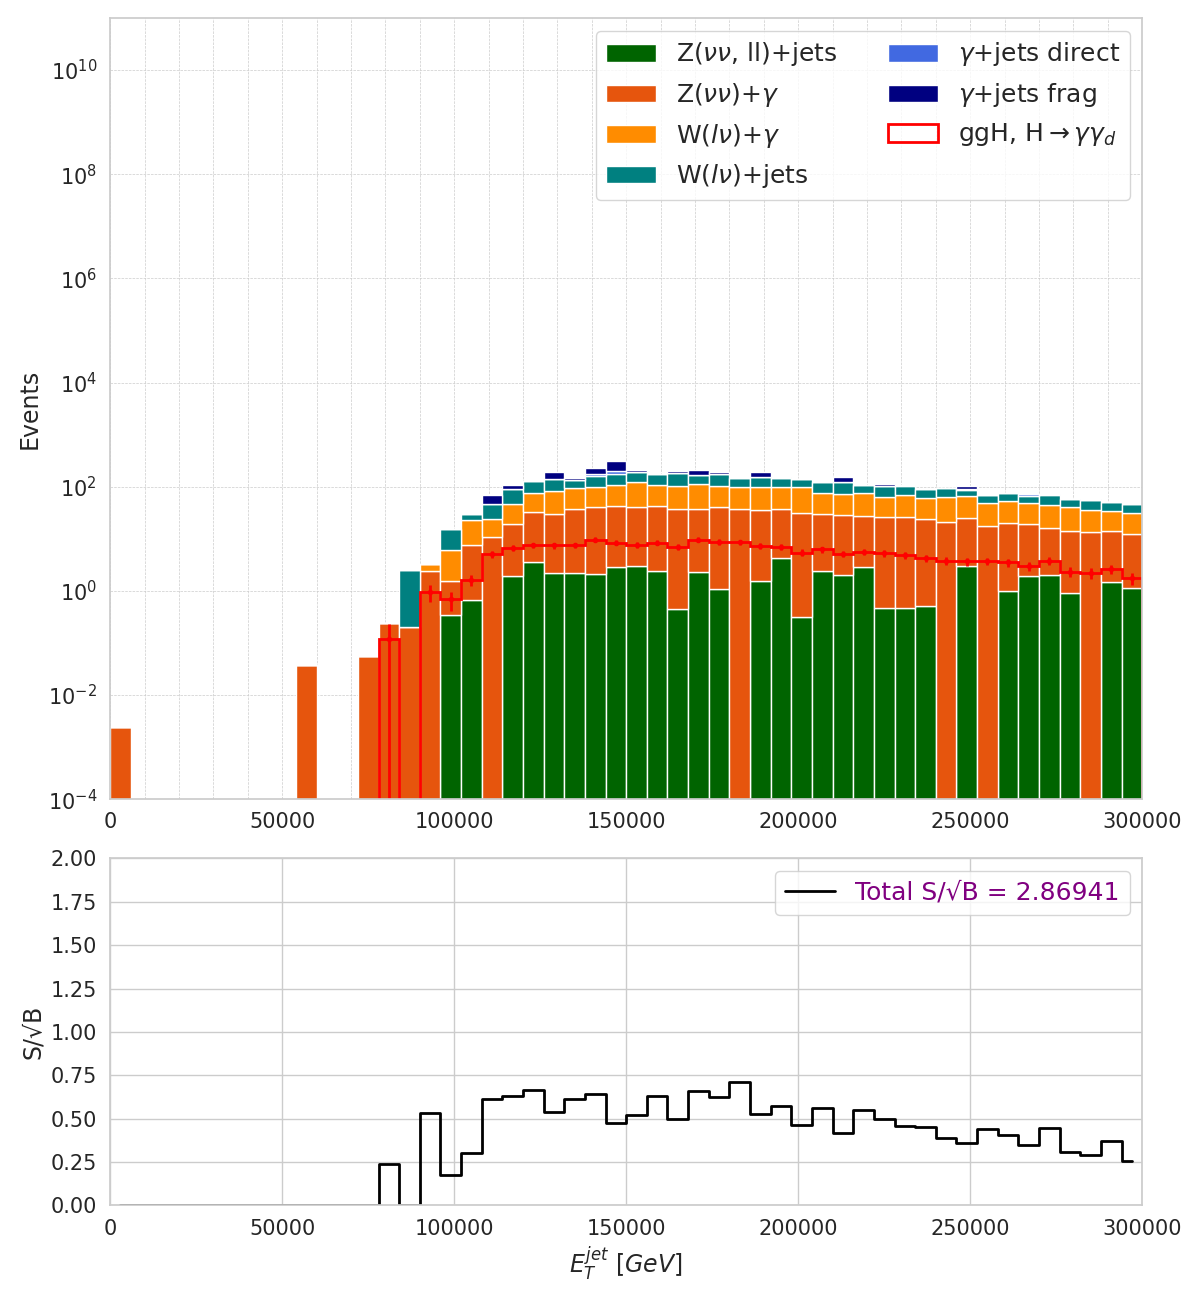 Z(νν, ll)+jets
Z(νν)+γ
W(lν)+γ
W(lν)+jets
γ+jets direct
γ+jets frag
ggH, H→γγ_d
Events
10^10
10^8
10^6
10^4
10^2
10^0
10^−2
10^−4
0 50000 100000 150000 200000 250000 300000
Total S/√B = 2.86941
S/√B
2.00
1.75
1.50
1.25
1.00
0.75
0.50
0.25
0.00
0 50000 100000 150000 200000 250000 300000
E_T^jet [GeV]